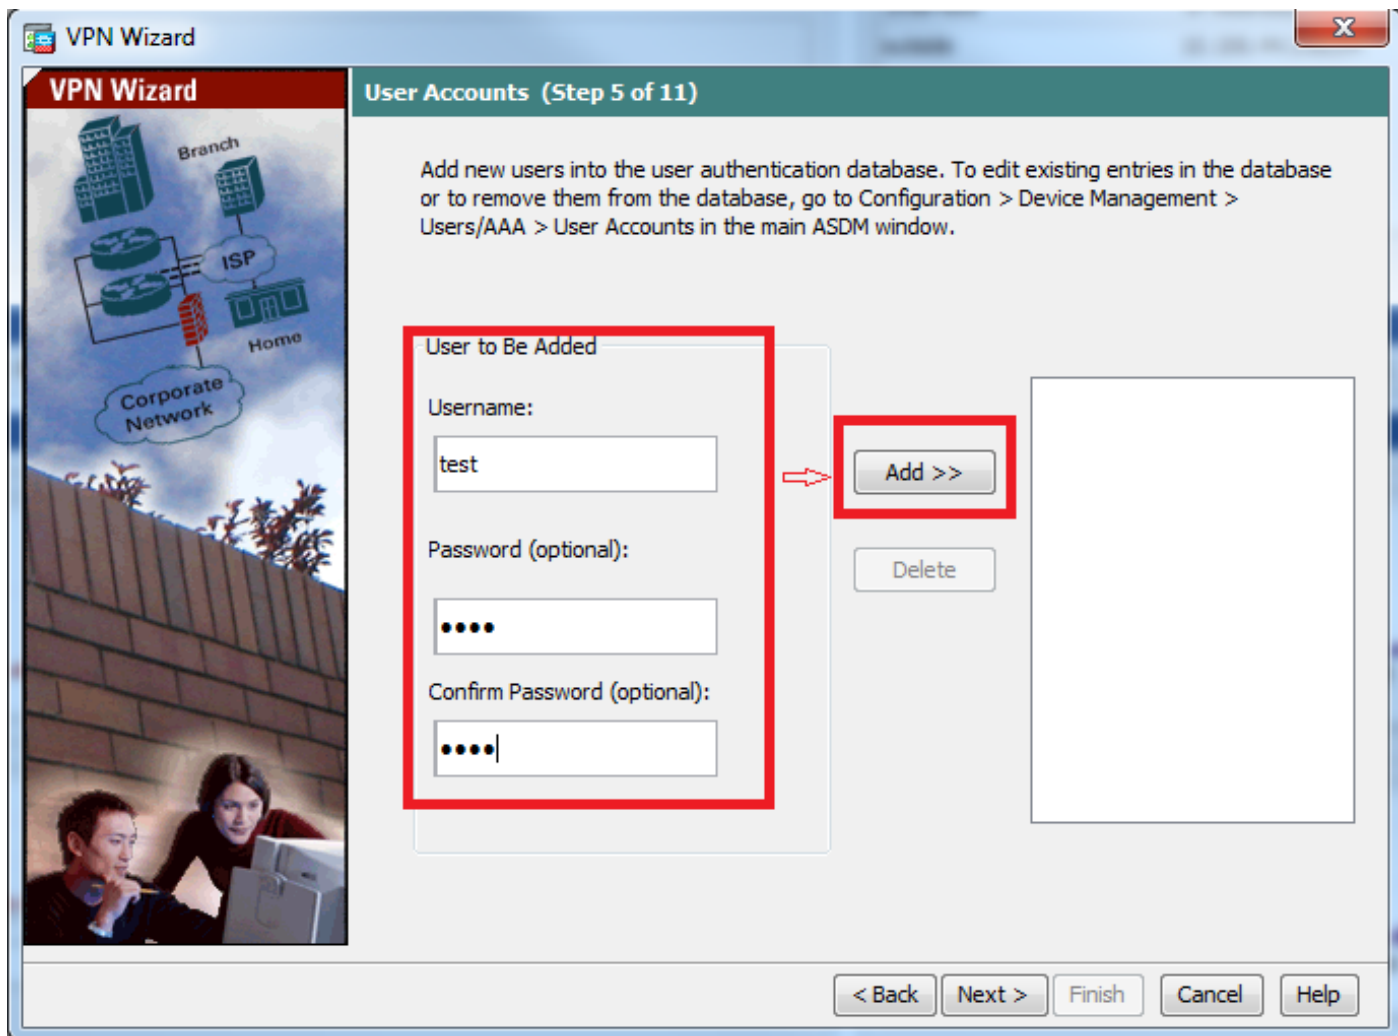 VPN Wizard
VPN Wizard
User Accounts (Step 5 of 11)
Branch
ISP
Home
Corporate
Network
Add new users into the user authentication database. To edit existing entries in the database
or to remove them from the database, go to Configuration > Device Management >
Users/AAA > User Accounts in the main ASDM window.
User to Be Added
Username:
test
Add >>
Password (optional):
Delete
••••
Confirm Password (optional):
••••
< Back Next > Finish Cancel Help